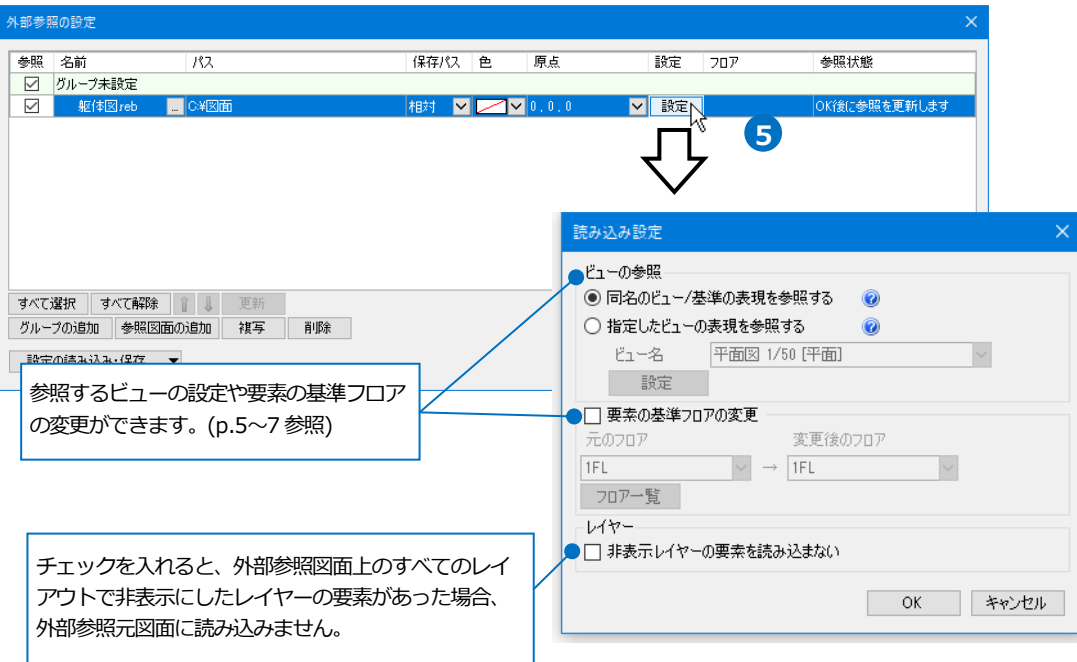 外部参照の設定
参照 名前 パス 保存パス 色 原点 設定 フロア 参照状態
グループ未設定
躯体図.reb ... C:¥図面 相対 0, 0, 0 設定 OK後に参照を更新します
5
すべて選択 すべて解除 更新
グループの追加 参照図面の追加 複写 削除
設定の読み込み・保存
読み込み設定
ビューの参照
同名のビュー/基準の表現を参照する
指定したビューの表現を参照する
ビュー名 平面図 1/50 [平面]
設定
要素の基準フロアの変更
元のフロア 変更後のフロア
1FL → 1FL
フロア一覧
レイヤー
非表示レイヤーの要素を読み込まない
OK キャンセル
参照するビューの設定や要素の基準フロア
の変更ができます。(p.5～7 参照)
チェックを入れると、外部参照図面上のすべてのレイ
アウトで非表示にしたレイヤーの要素があった場合、
外部参照元図面に読み込みません。